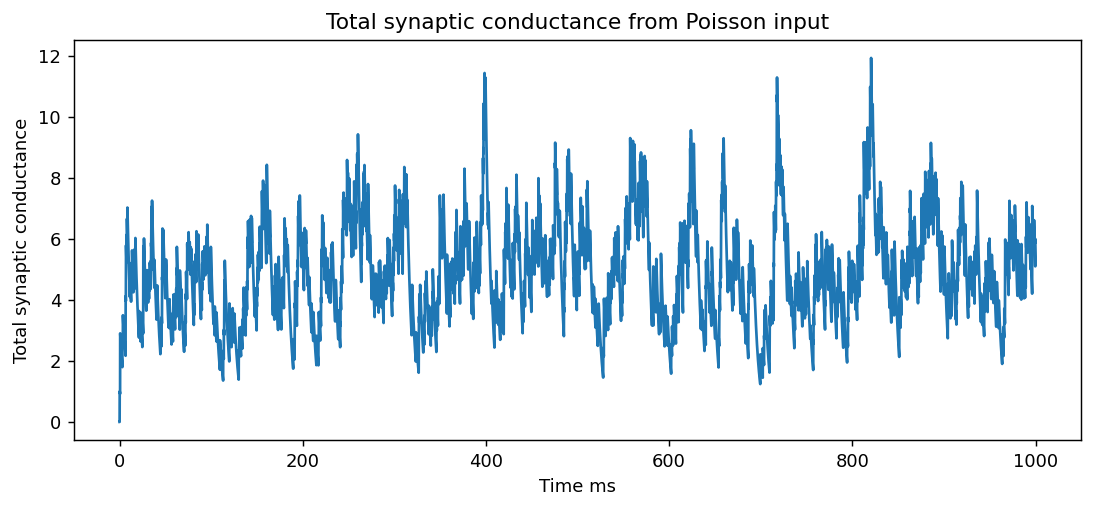 Total synaptic conductance from Poisson input
Total synaptic conductance
12
10
8
6
4
2
0
0 200 400 600 800 1000
Time ms